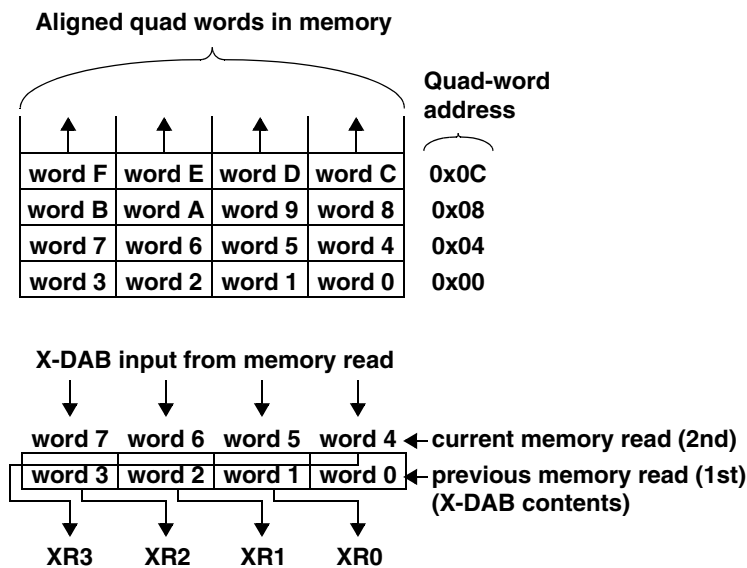 Aligned quad words in memory
Quad-word
address
word F word E word D word C 0x0C
word B word A word 9 word 8 0x08
word 7 word 6 word 5 word 4 0x04
word 3 word 2 word 1 word 0 0x00
X-DAB input from memory read
word 7 word 6 word 5 word 4 current memory read (2nd)
word 3 word 2 word 1 word 0 previous memory read (1st)
(X-DAB contents)
XR3 XR2 XR1 XR0